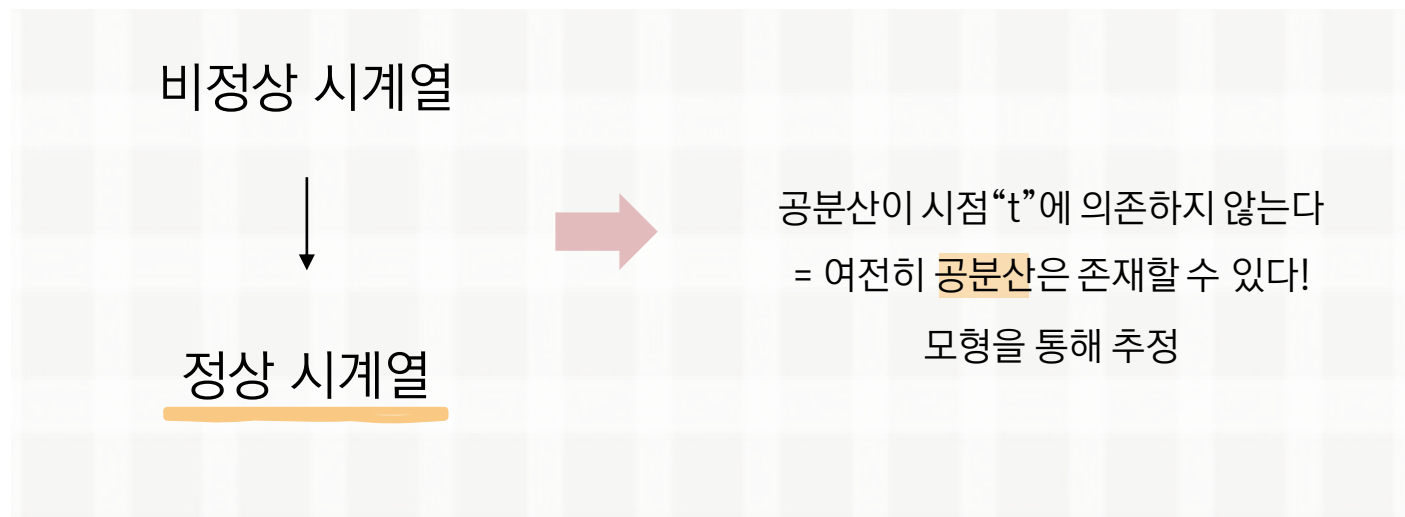 비정상 시계열
정상 시계열
공분산이 시점“t”에 의존하지 않는다
= 여전히 공분산은 존재할 수 있다!
모형을 통해 추정